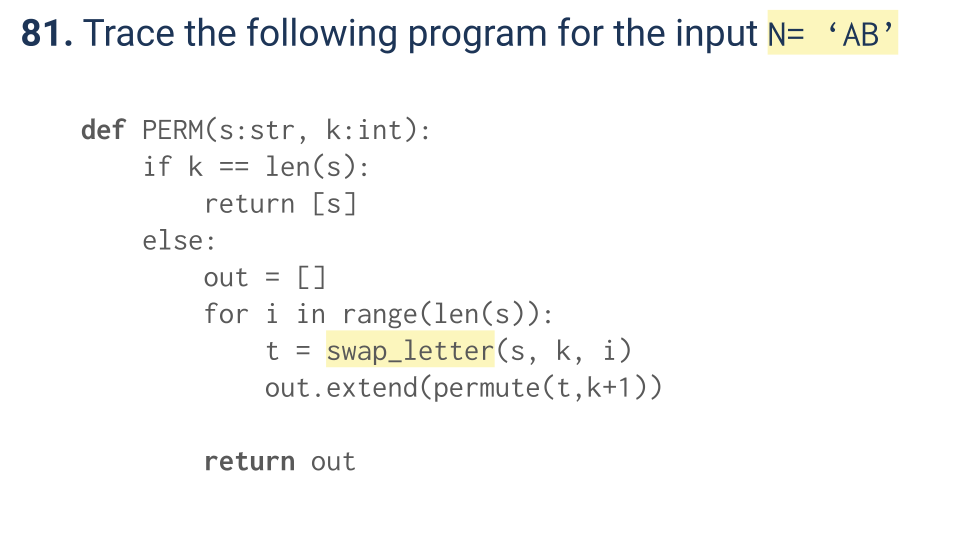 81. Trace the following program for the input N= ‘AB’
def PERM(s:str, k:int):
if k == len(s):
return [s]
else:
out = []
for i in range(len(s)):
t = swap_letter(s, k, i)
out.extend(permute(t,k+1))
return out